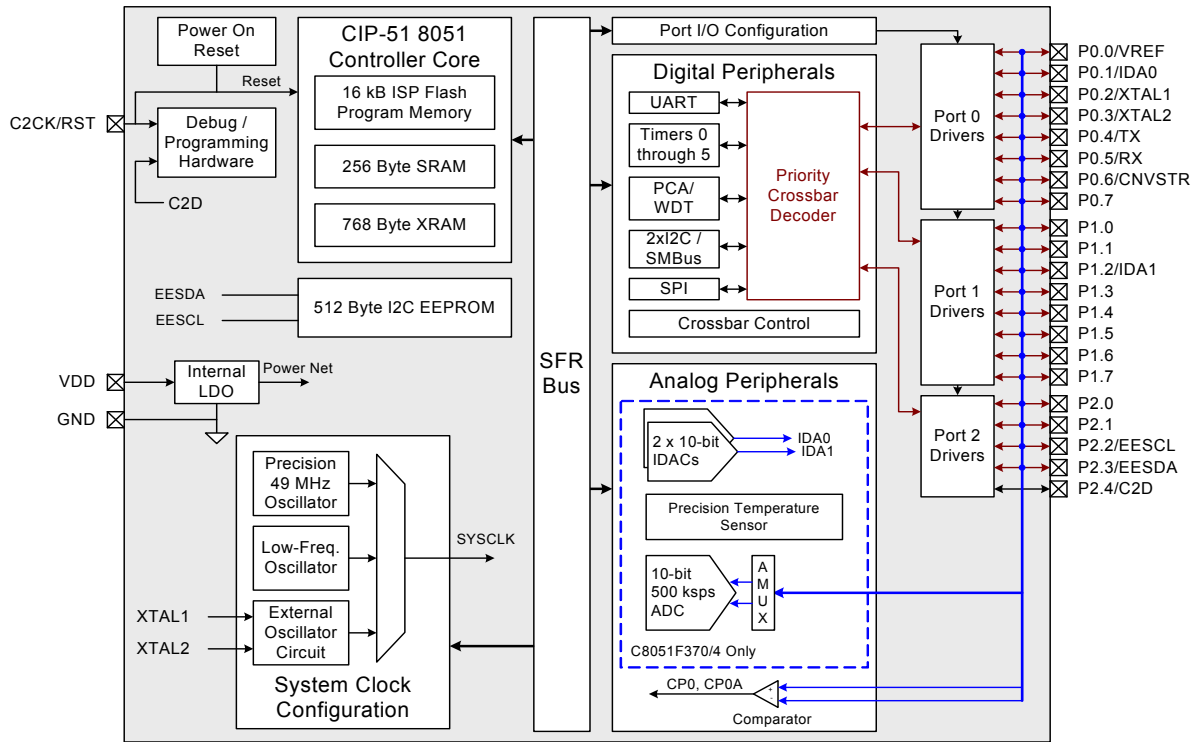 Power On
Reset
Reset
C2CK/RST
Debug /
Programming
Hardware
C2D
CIP-51 8051
Controller Core
16 kB ISP Flash
Program Memory
256 Byte SRAM
768 Byte XRAM
EESDA
EESCL
512 Byte I2C EEPROM
VDD
GND
Internal
LDO
Power Net
Precision
49 MHz
Oscillator
Low-Freq.
Oscillator
XTAL1
XTAL2
External
Oscillator
Circuit
SYSCLK
System Clock
Configuration
SFR
Bus
Port I/O Configuration
Digital Peripherals
UART
Timers 0
through 5
PCA/
WDT
2xI2C /
SMBus
SPI
Priority
Crossbar
Decoder
Crossbar Control
Analog Peripherals
2 x 10-bit
IDACs
IDA0
IDA1
Precision Temperature
Sensor
10-bit
500 ksps
ADC
A
M
U
X
C8051F370/4 Only
CP0, CP0A
+
-
Comparator
Port 0
Drivers
Port 1
Drivers
Port 2
Drivers
P0.0/VREF
P0.1/IDA0
P0.2/XTAL1
P0.3/XTAL2
P0.4/TX
P0.5/RX
P0.6/CNVSTR
P0.7
P1.0
P1.1
P1.2/IDA1
P1.3
P1.4
P1.5
P1.6
P1.7
P2.0
P2.1
P2.2/EESCL
P2.3/EESDA
P2.4/C2D